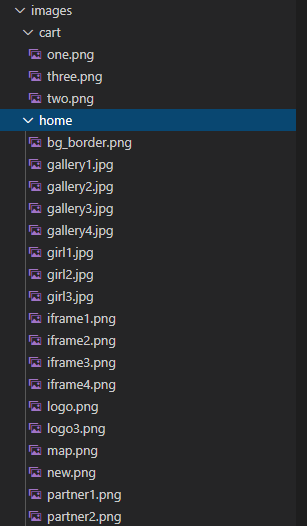 images
cart
one.png
three.png
two.png
home
bg_border.png
gallery1.jpg
gallery2.jpg
gallery3.jpg
gallery4.jpg
girl1.jpg
girl2.jpg
girl3.jpg
iframe1.png
iframe2.png
iframe3.png
iframe4.png
logo.png
logo3.png
map.png
new.png
partner1.png
partner2.png